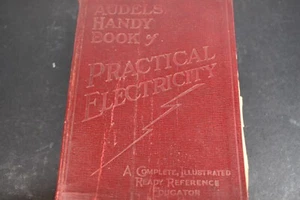 AUDELS
HANDY
BOOK of
PRACTICAL
ELECTRICITY
A COMPLETE, ILLUSTRATED
READY REFERENCE
EDUCATOR